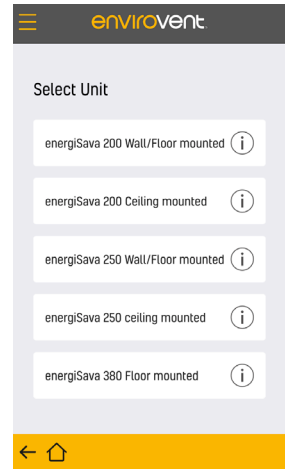 envirovent
Select Unit
energiSava 200 Wall/Floor mounted i
energiSava 200 Ceiling mounted i
energiSava 250 Wall/Floor mounted i
energiSava 250 ceiling mounted i
energiSava 380 Floor mounted i